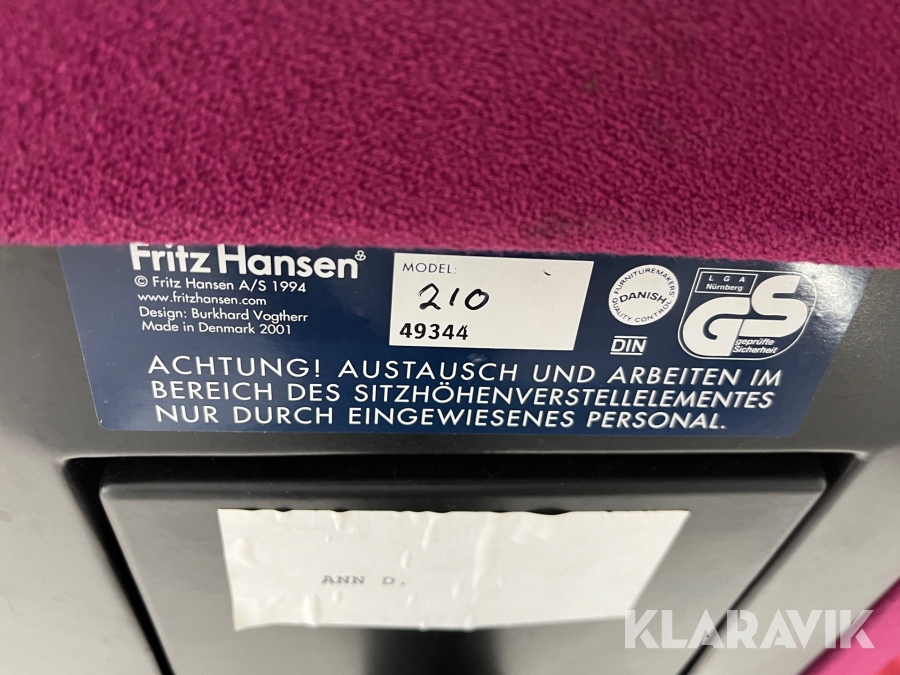 Fritz Hansen
© Fritz Hansen A/S 1994
www.fritzhansen.com
Design: Burkhard Vogtherr
Made in Denmark 2001
MODEL:
210
49344
FURNITUREMAKERS
DANISH
QUALITY CONTROL
DIN
LGA
Nürnberg
GS
geprüfte
Sicherheit
ACHTUNG! AUSTAUSCH UND ARBEITEN IM
BEREICH DES SITZHÖHENVERSTELLELEMENTES
NUR DURCH EINGEWIESENES PERSONAL.
ANN D.
KLARAVIK